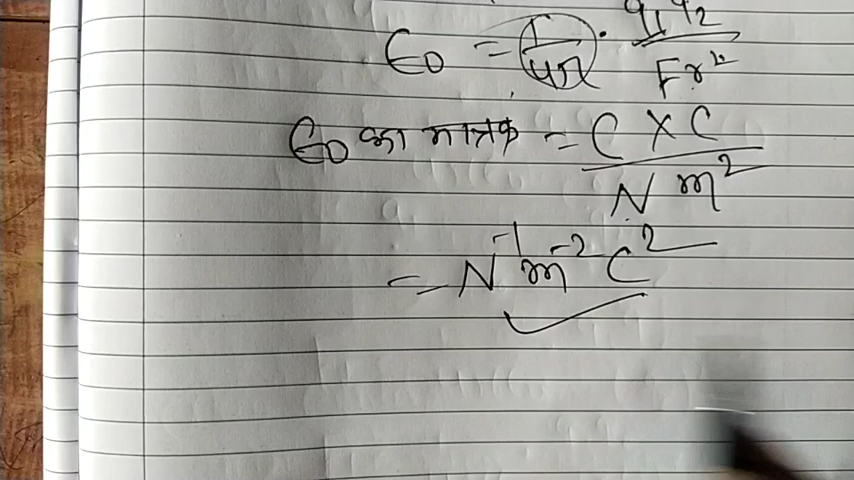 ϵ0 = 1/4π · q1q2/Fr²
ϵ0 का मात्रक = C X C / N m²
= N⁻¹ m⁻² C²